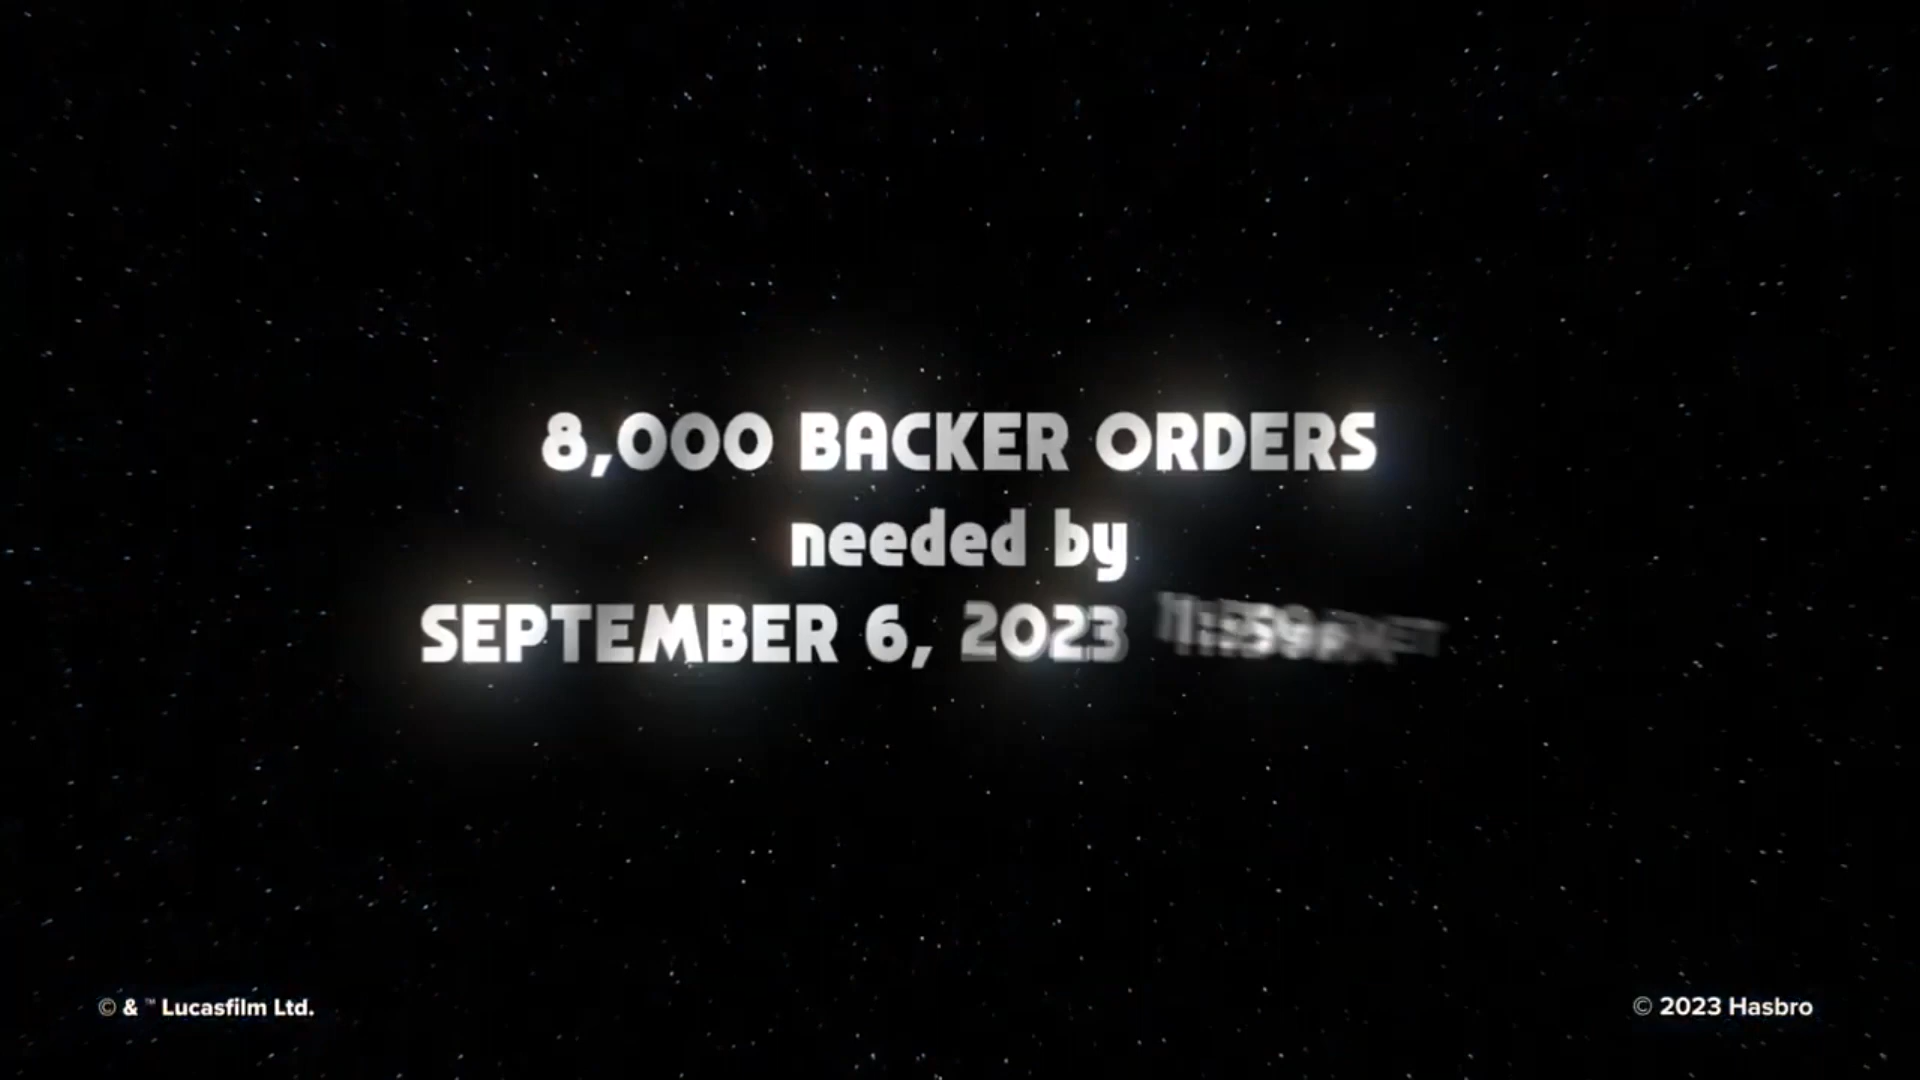 8,000 BACKER ORDERS
needed by
SEPTEMBER 6, 2023
© & ™ Lucasfilm Ltd.
© 2023 Hasbro